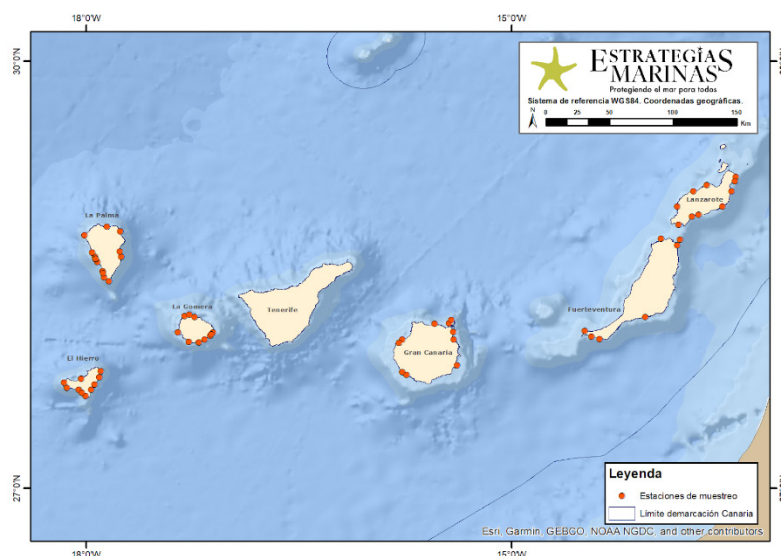 18°0'W
15°0'W
30°0'N
ESTRATEGIAS
MARINAS
Protegiendo el mar para todos
Sistema de referencia WGS84. Coordenadas geográficas.
N
0 25 50 100 150
Km
Lanzarote
La Palma
La Gomera
Tenerife
Fuerteventura
Gran Canaria
El Hierro
27°0'N
Leyenda
Estaciones de muestreo
Límite demarcación Canaria
Esri, Garmin, GEBCO, NOAA NGDC, and other contributors
18°0'W
15°0'W